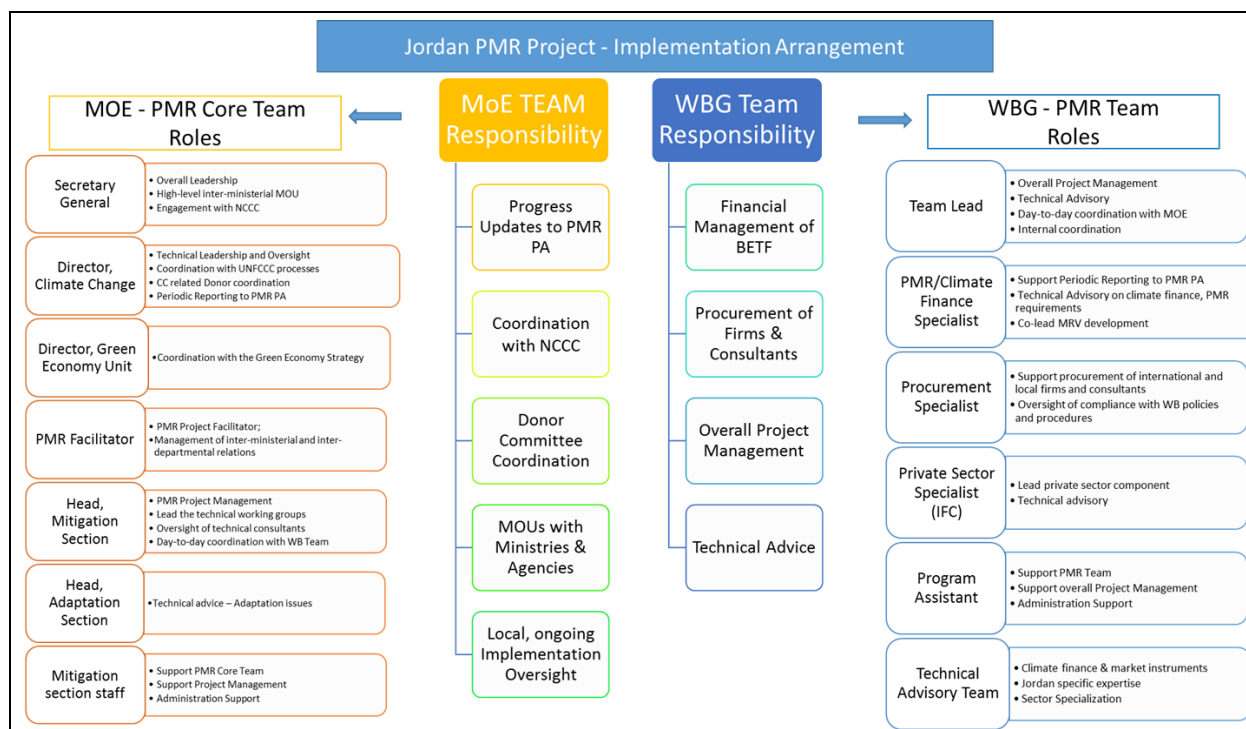 Jordan PMR Project - Implementation Arrangement
MOE - PMR Core Team
Roles
Secretary
General
• Overall Leadership
• High-level inter-ministerial MOU
• Engagement with NCCC
Director,
Climate Change
• Technical Leadership and Oversight
• Coordination with UNFCCC processes
• CC related Donor coordination
• Periodic Reporting to PMR PA
Director, Green
Economy Unit
• Coordination with the Green Economy Strategy
PMR Facilitator
• PMR Project Facilitator;
• Management of inter-ministerial and inter-
departmental relations
Head,
Mitigation
Section
• PMR Project Management
• Lead the technical working groups
• Oversight of technical consultants
• Day-to-day coordination with WB Team
Head,
Adaptation
Section
• Technical advice – Adaptation issues
Mitigation
section staff
• Support PMR Core Team
• Support Project Management
• Administration Support
MoE TEAM
Responsibility
Progress
Updates to PMR
PA
Coordination
with NCCC
Donor
Committee
Coordination
MOUs with
Ministries &
Agencies
Local, ongoing
Implementation
Oversight
WBG Team
Responsibility
Financial
Management of
BETF
Procurement of
Firms &
Consultants
Overall Project
Management
Technical Advice
WBG - PMR Team
Roles
Team Lead
• Overall Project Management
• Technical Advisory
• Day-to-day coordination with MOE
• Internal coordination
PMR/Climate
Finance
Specialist
• Support Periodic Reporting to PMR PA
• Technical Advisory on climate finance, PMR
requirements
• Co-lead MRV development
Procurement
Specialist
• Support procurement of international and
local firms and consultants
• Oversight of compliance with WB policies
and procedures
Private Sector
Specialist
(IFC)
• Lead private sector component
• Technical advisory
Program
Assistant
• Support PMR Team
• Support overall Project Management
• Administration Support
Technical
Advisory Team
• Climate finance & market instruments
• Jordan specific expertise
• Sector Specialization